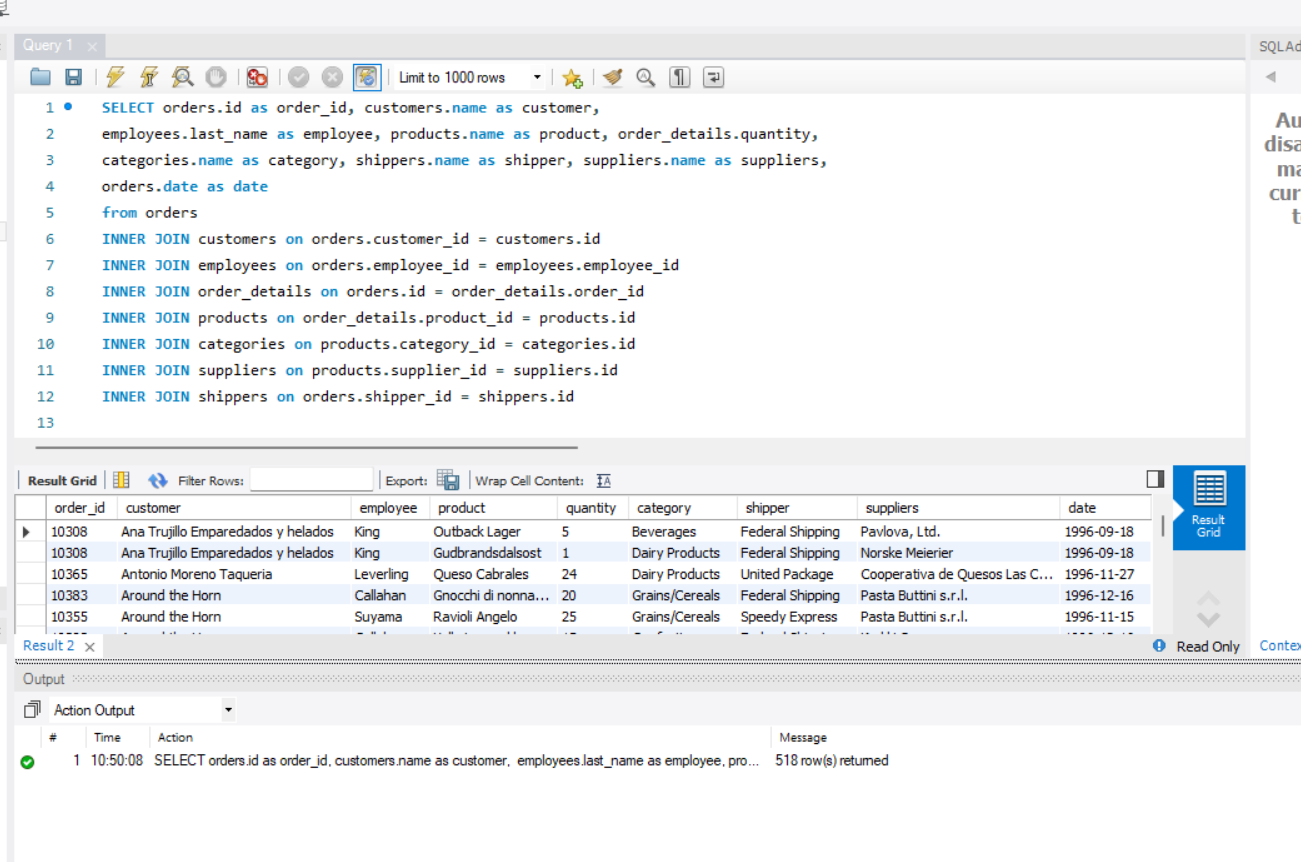 Query 1
SQLAd
Limit to 1000 rows
1 SELECT orders.id as order_id, customers.name as customer,
2 employees.last_name as employee, products.name as product, order_details.quantity,
3 categories.name as category, shippers.name as shipper, suppliers.name as suppliers,
4 orders.date as date
5 from orders
6 INNER JOIN customers on orders.customer_id = customers.id
7 INNER JOIN employees on orders.employee_id = employees.employee_id
8 INNER JOIN order_details on orders.id = order_details.order_id
9 INNER JOIN products on order_details.product_id = products.id
10 INNER JOIN categories on products.category_id = categories.id
11 INNER JOIN suppliers on products.supplier_id = suppliers.id
12 INNER JOIN shippers on orders.shipper_id = shippers.id
13
Au
disa
ma
cur
t
Result Grid Filter Rows: Export: Wrap Cell Content:
order_id customer employee product quantity category shipper suppliers date
10308 Ana Trujillo Emparedados y helados King Outback Lager 5 Beverages Federal Shipping Pavlova, Ltd. 1996-09-18
10308 Ana Trujillo Emparedados y helados King Gudbrandsdalsost 1 Dairy Products Federal Shipping Norske Meierier 1996-09-18
10365 Antonio Moreno Taqueria Leverling Queso Cabrales 24 Dairy Products United Package Cooperativa de Quesos Las C... 1996-11-27
10383 Around the Horn Callahan Gnocchi di nonna... 20 Grains/Cereals Federal Shipping Pasta Buttini s.r.l. 1996-12-16
10355 Around the Horn Suyama Ravioli Angelo 25 Grains/Cereals Speedy Express Pasta Buttini s.r.l. 1996-11-15
Result
Grid
Result 2 Read Only Contex
Output
Action Output
# Time Action Message
1 10:50:08 SELECT orders.id as order_id, customers.name as customer, employees.last_name as employee, pro... 518 row(s) returned